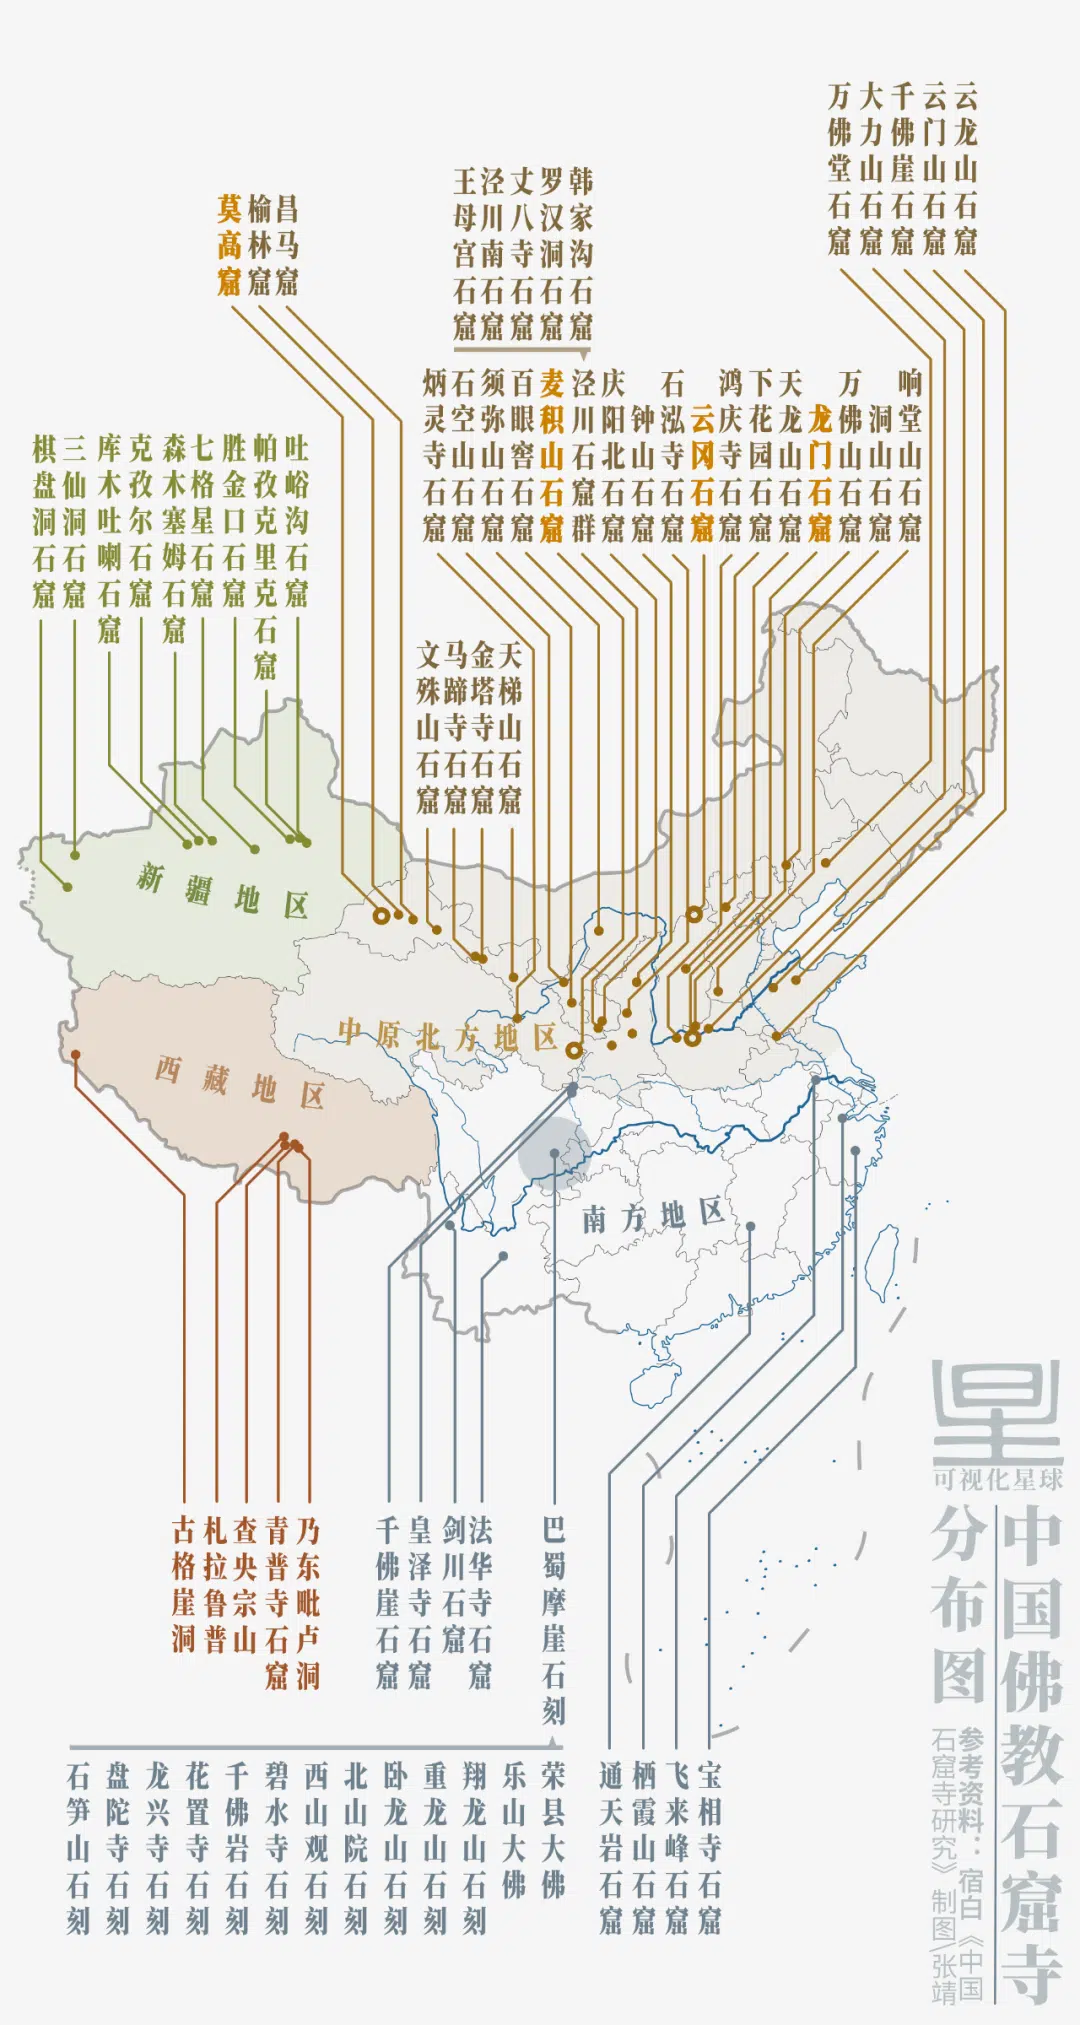 万佛堂石窟
大力山石窟
千佛崖石窟
云门山石窟
云龙山石窟
王母宫石窟
泾川南石窟
丈八寺石窟
罗汉洞石窟
韩家沟石窟
莫高窟
榆林窟
昌马窟
炳灵寺石窟
石空山石窟
须弥山石窟
百眼窖石窟
麦积山石窟
泾川石窟群
庆阳北石窟
钟山石窟
石泓寺石窟
云冈石窟
鸿庆寺石窟
下花园石窟
天龙山石窟
龙门石窟
万佛山石窟
洞山石窟
响堂山石窟
棋盘洞石窟
三仙洞石窟
库木吐喇石窟
克孜尔石窟
森木塞姆石窟
七格星石窟
胜金口石窟
帕孜克里克石窟
吐峪沟石窟
文殊山石窟
马蹄寺石窟
金塔寺石窟
天梯山石窟
新疆地区
中原北方地区
西藏地区
南方地区
古格崖洞
札拉鲁普
查央宗山
青普寺石窟
乃东毗卢洞
千佛崖石窟
皇泽寺石窟
剑川石窟
法华寺石窟
巴蜀摩崖石刻
石笋山石刻
盘陀寺石刻
龙兴寺石刻
花置寺石刻
千佛岩石刻
碧水寺石刻
西山观石刻
北山院石刻
卧龙山石刻
重龙山石刻
翔龙山石刻
乐山大佛
荣县大佛
通天岩石窟
栖霞山石窟
飞来峰石窟
宝相寺石窟
星
可视化星球
中国佛教石窟寺
分布图
参考资料：宿白《中国
石窟寺研究》 制图/张靖